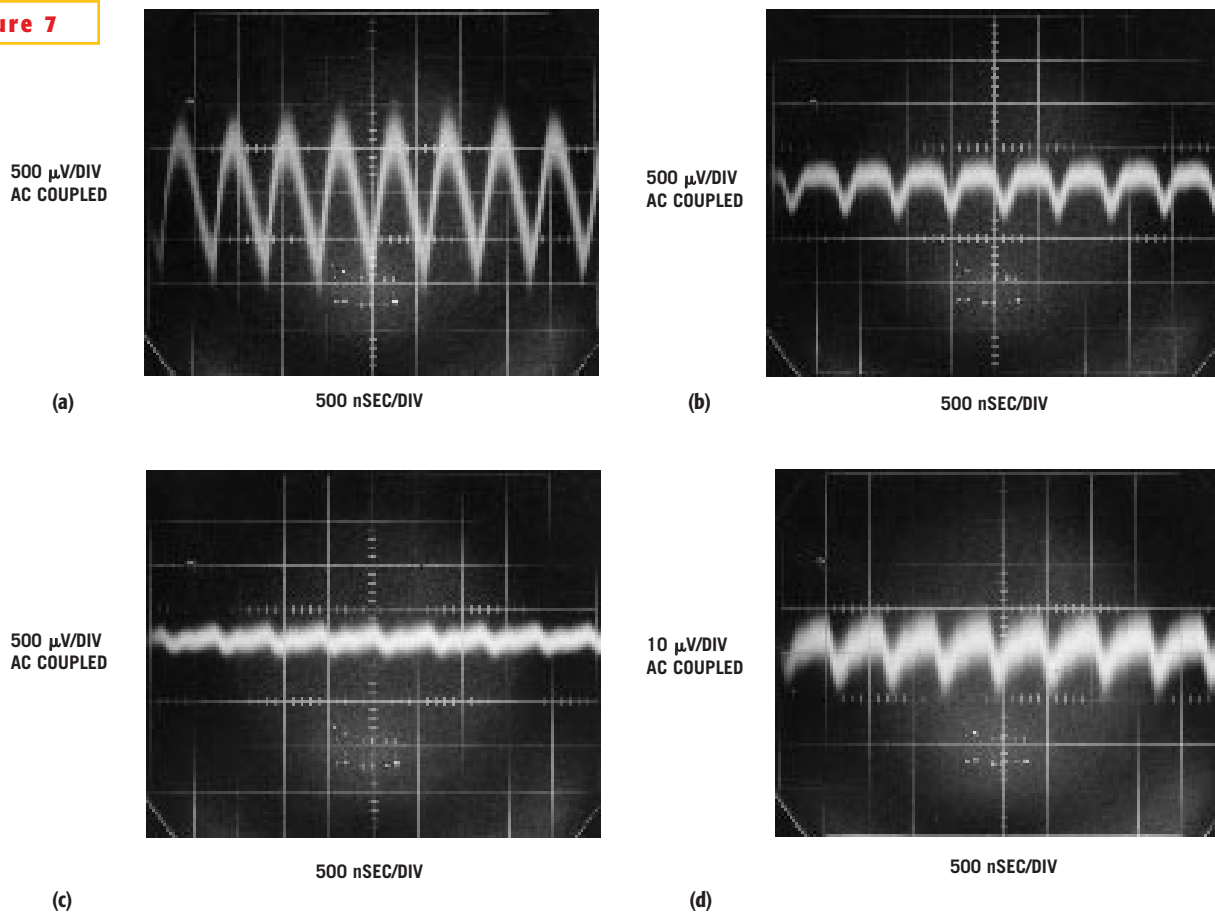 ure 7
500 µV/DIV
AC COUPLED
500 nSEC/DIV
(a)
500 µV/DIV
AC COUPLED
500 nSEC/DIV
(b)
500 µV/DIV
AC COUPLED
500 nSEC/DIV
(c)
10 µV/DIV
AC COUPLED
500 nSEC/DIV
(d)